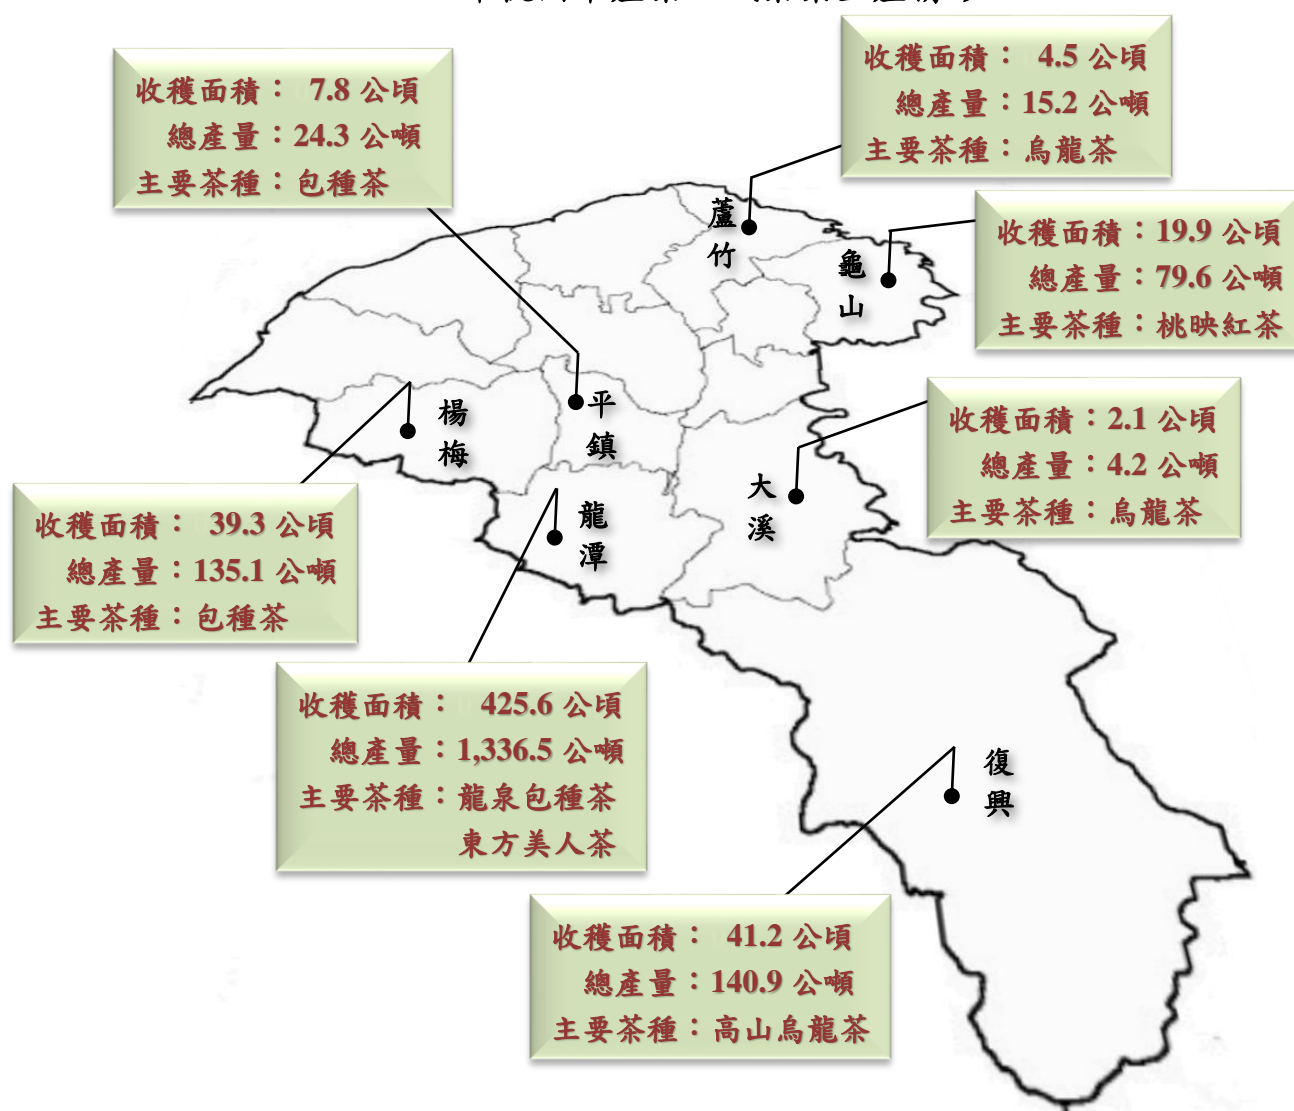 收穫面積： 7.8 公頃
總產量：24.3 公噸
主要茶種：包種茶
收穫面積： 4.5 公頃
總產量：15.2 公噸
主要茶種：烏龍茶
收穫面積：19.9 公頃
總產量：79.6 公噸
主要茶種：桃映紅茶
蘆竹
龜山
收穫面積：2.1 公頃
總產量：4.2 公噸
主要茶種：烏龍茶
楊梅
平鎮
大溪
龍潭
收穫面積： 39.3 公頃
總產量：135.1 公噸
主要茶種：包種茶
收穫面積： 425.6 公頃
總產量：1,336.5 公噸
主要茶種：龍泉包種茶
東方美人茶
復興
收穫面積： 41.2 公頃
總產量：140.9 公噸
主要茶種：高山烏龍茶